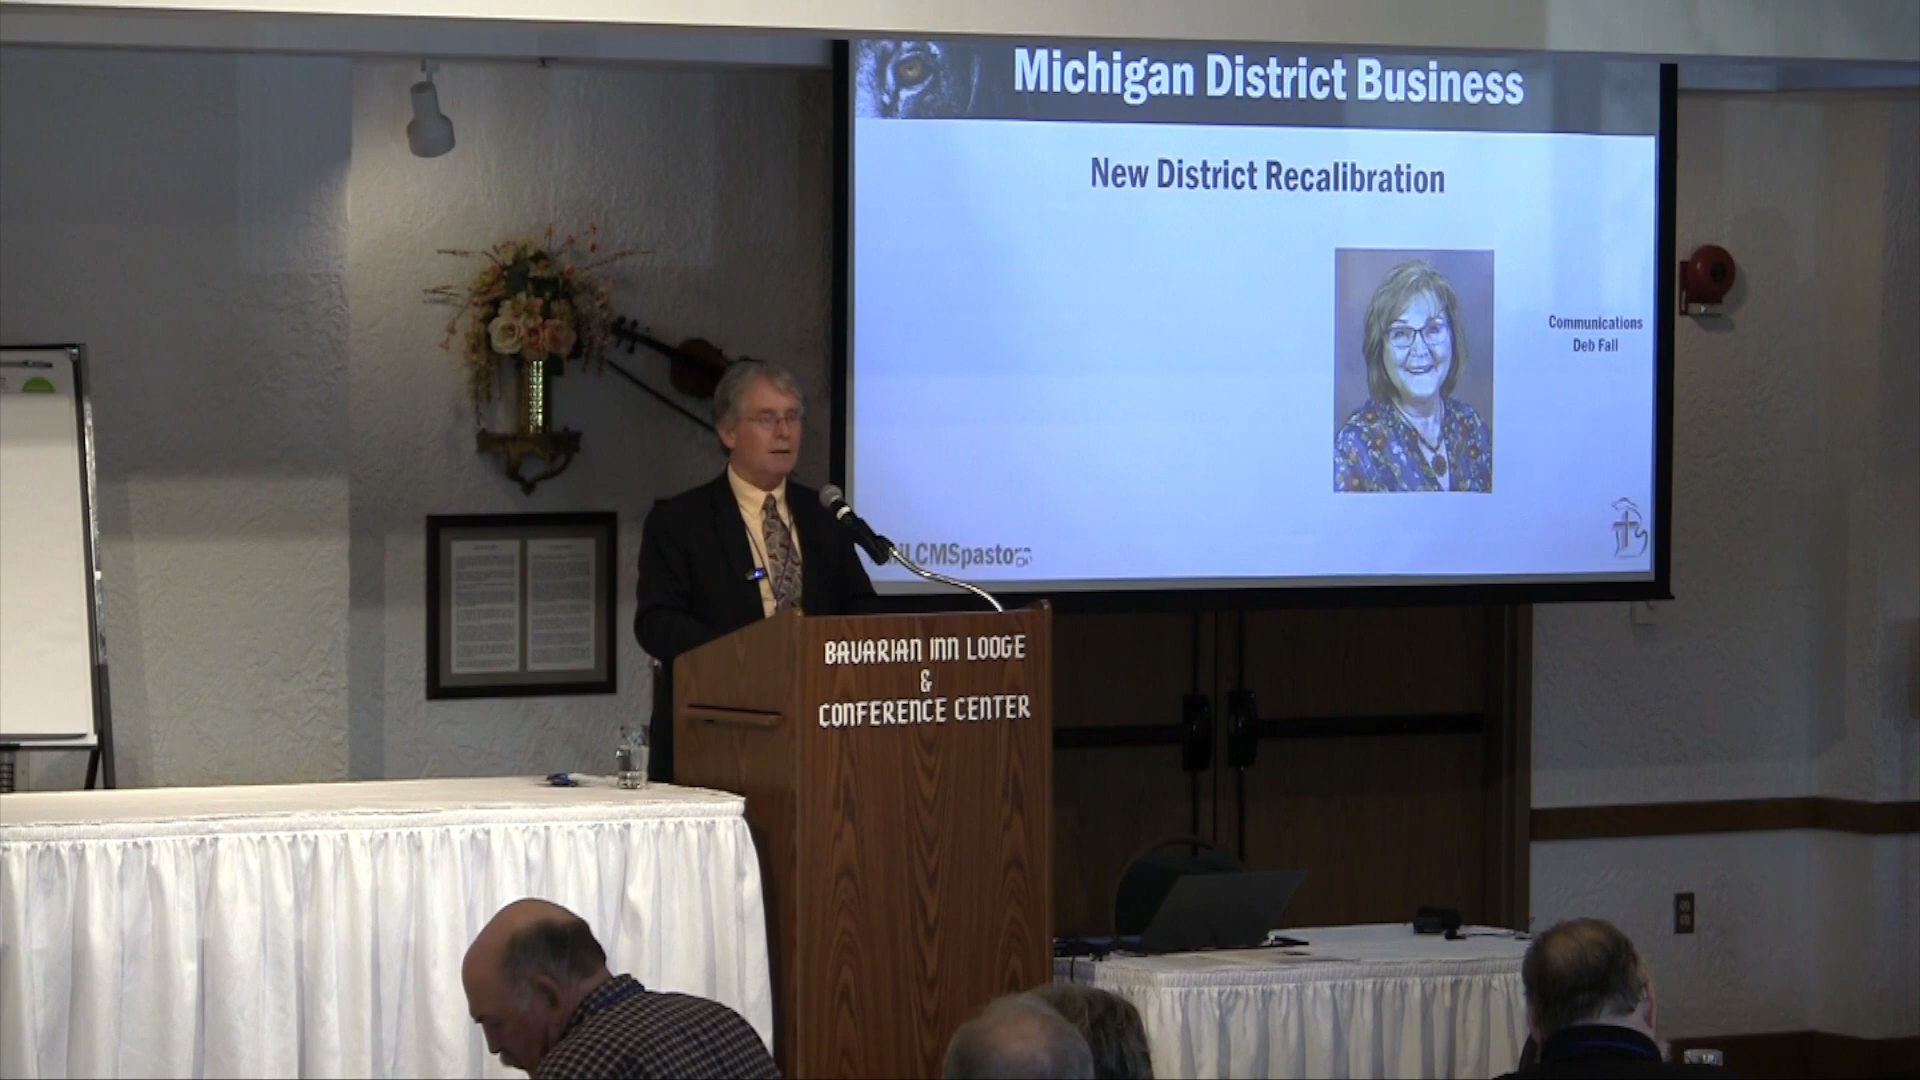 Michigan District Business
New District Recalibration
Communications
Deb Fall
BAVARIAN INN LODGE
&
CONFERENCE CENTER